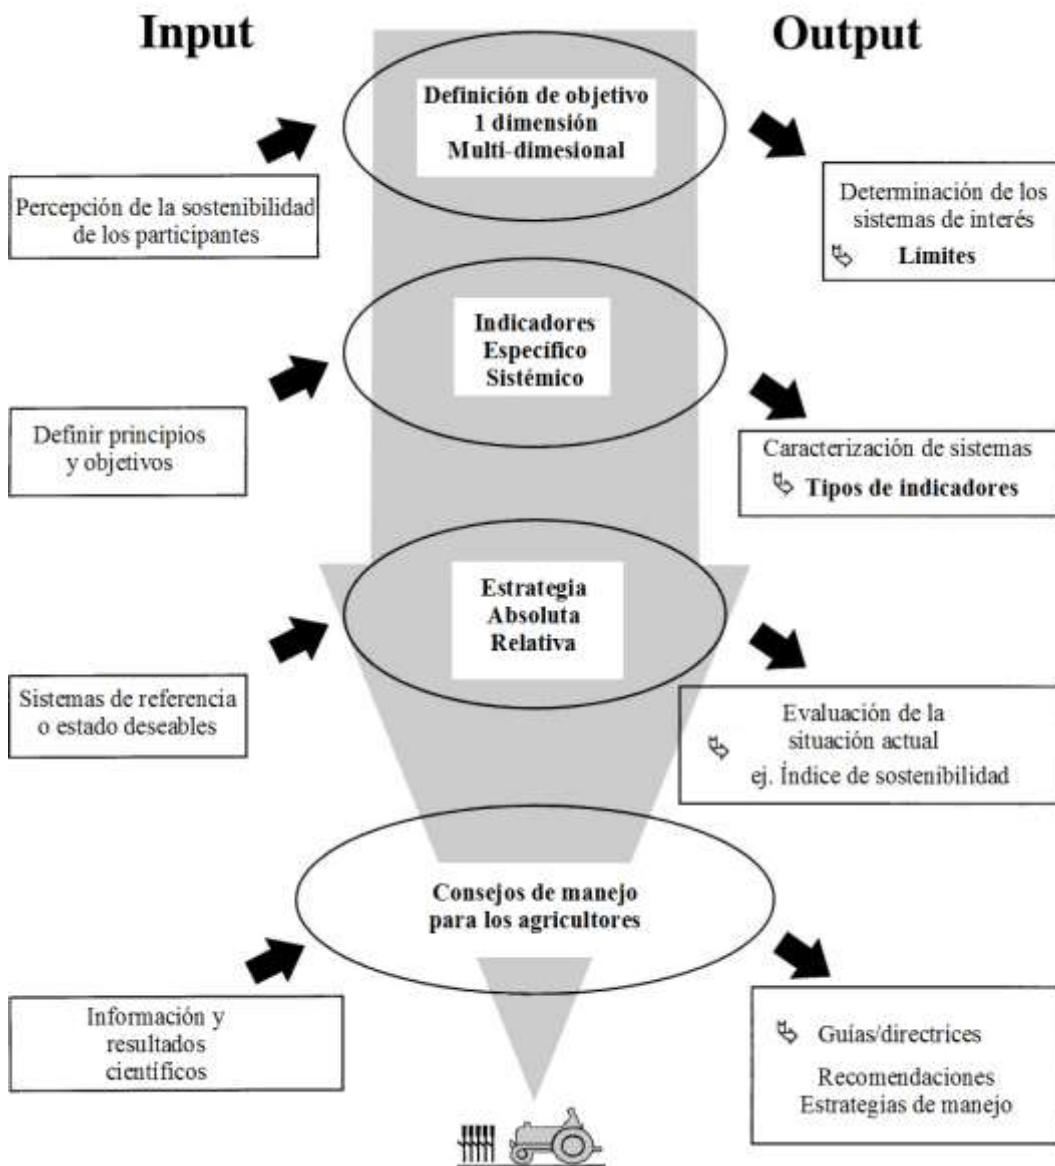 Input
Output
Definición de objetivo
1 dimensión
Multi-dimesional
Percepción de la sostenibilidad
de los participantes
Determinación de los
sistemas de interés
Límites
Indicadores
Específico
Sistémico
Definir principios
y objetivos
Caracterización de sistemas
Tipos de indicadores
Estrategia
Absoluta
Relativa
Sistemas de referencia
o estado deseables
Evaluación de la
situación actual
ej. Índice de sostenibilidad
Consejos de manejo
para los agricultores
Información y
resultados
científicos
Guías/directrices
Recomendaciones
Estrategias de manejo